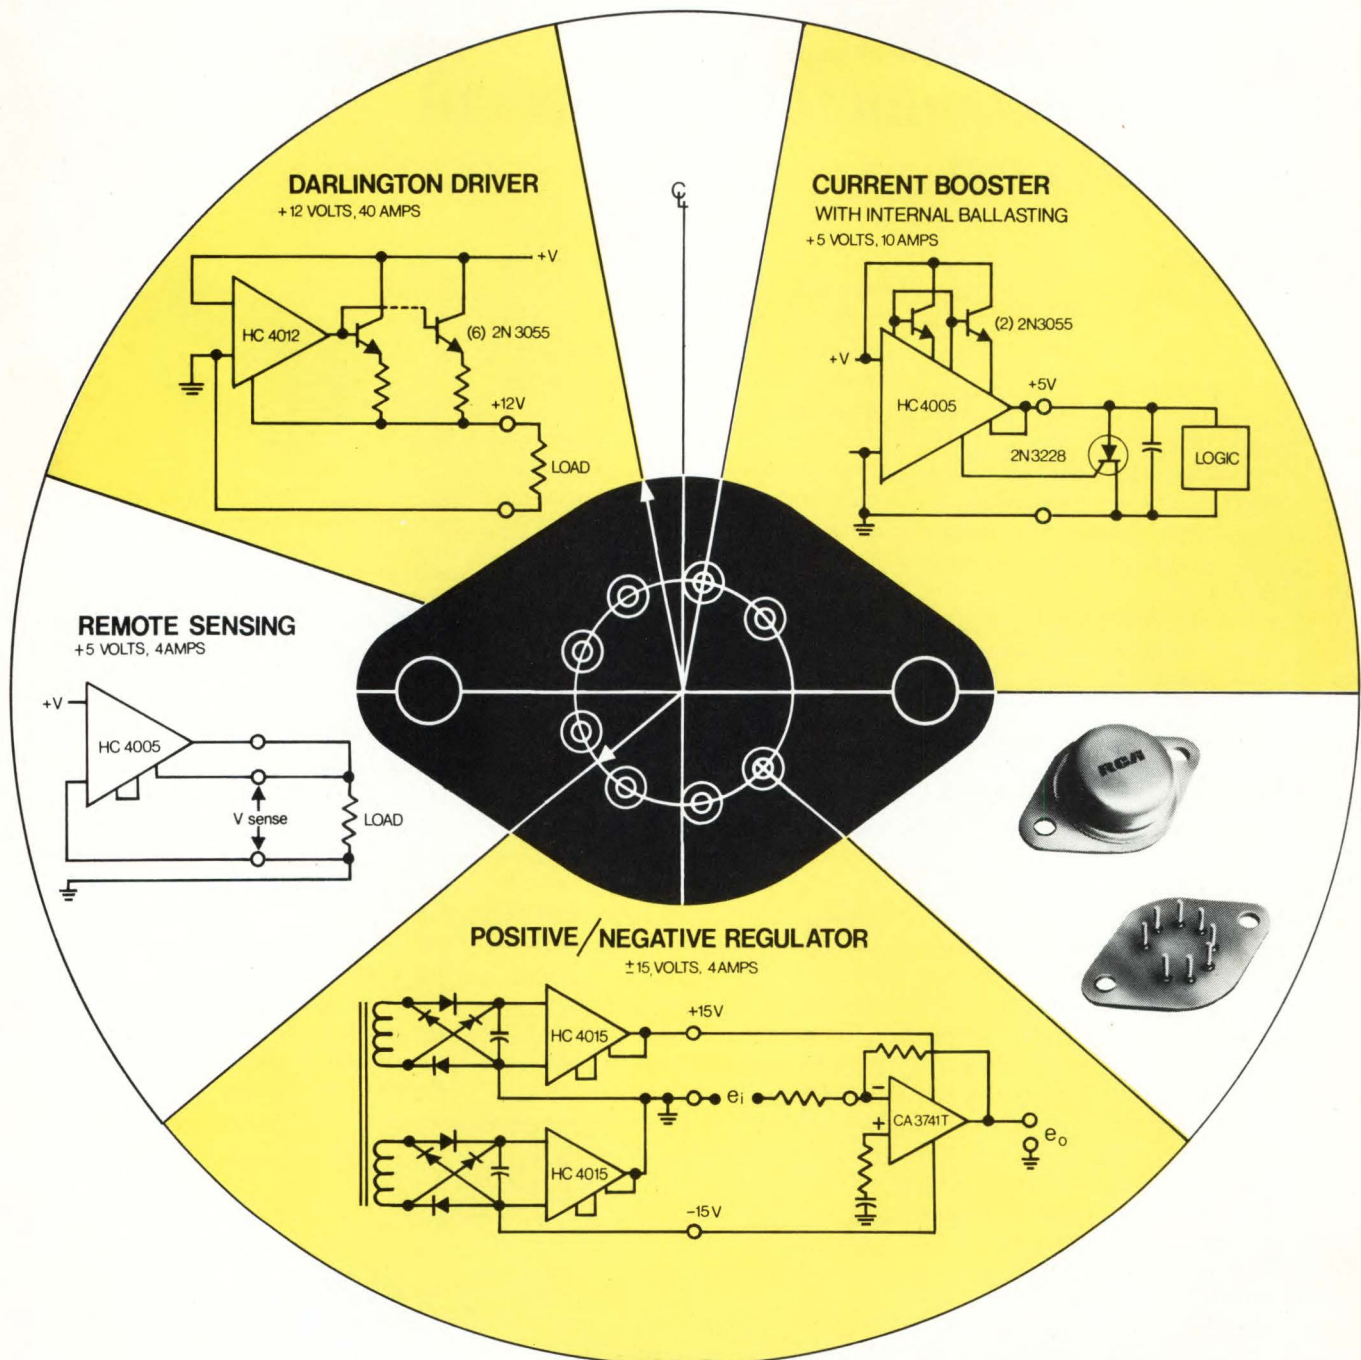 DARLINGTON DRIVER
+12 VOLTS, 40 AMPS
+V
HC 4012
(6) 2N 3055
+12V
LOAD
℄
CURRENT BOOSTER
WITH INTERNAL BALLASTING
+5 VOLTS, 10 AMPS
(2) 2N3055
+V
+5V
HC 4005
2N3228
LOGIC
REMOTE SENSING
+5 VOLTS, 4AMPS
+V
HC 4005
V sense
LOAD
RCA
POSITIVE/NEGATIVE REGULATOR
±15 VOLTS, 4AMPS
+15V
HC 4015
ei
−
CA3741T
+
eo
HC 4015
-15V